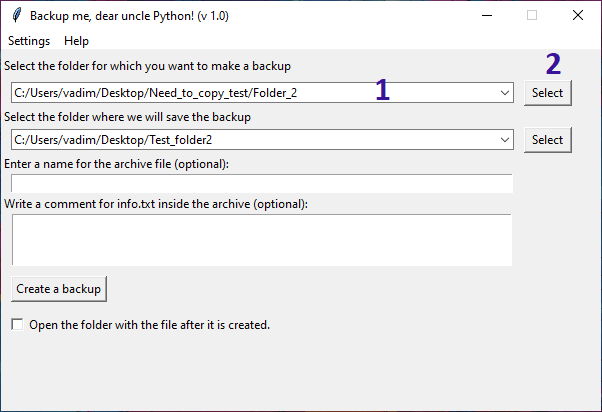 Backup me, dear uncle Python! (v 1.0)
Settings Help
Select the folder for which you want to make a backup
2
C:/Users/vadim/Desktop/Need_to_copy_test/Folder_2 1 Select
Select the folder where we will save the backup
C:/Users/vadim/Desktop/Test_folder2 Select
Enter a name for the archive file (optional):
Write a comment for info.txt inside the archive (optional):
Create a backup
Open the folder with the file after it is created.